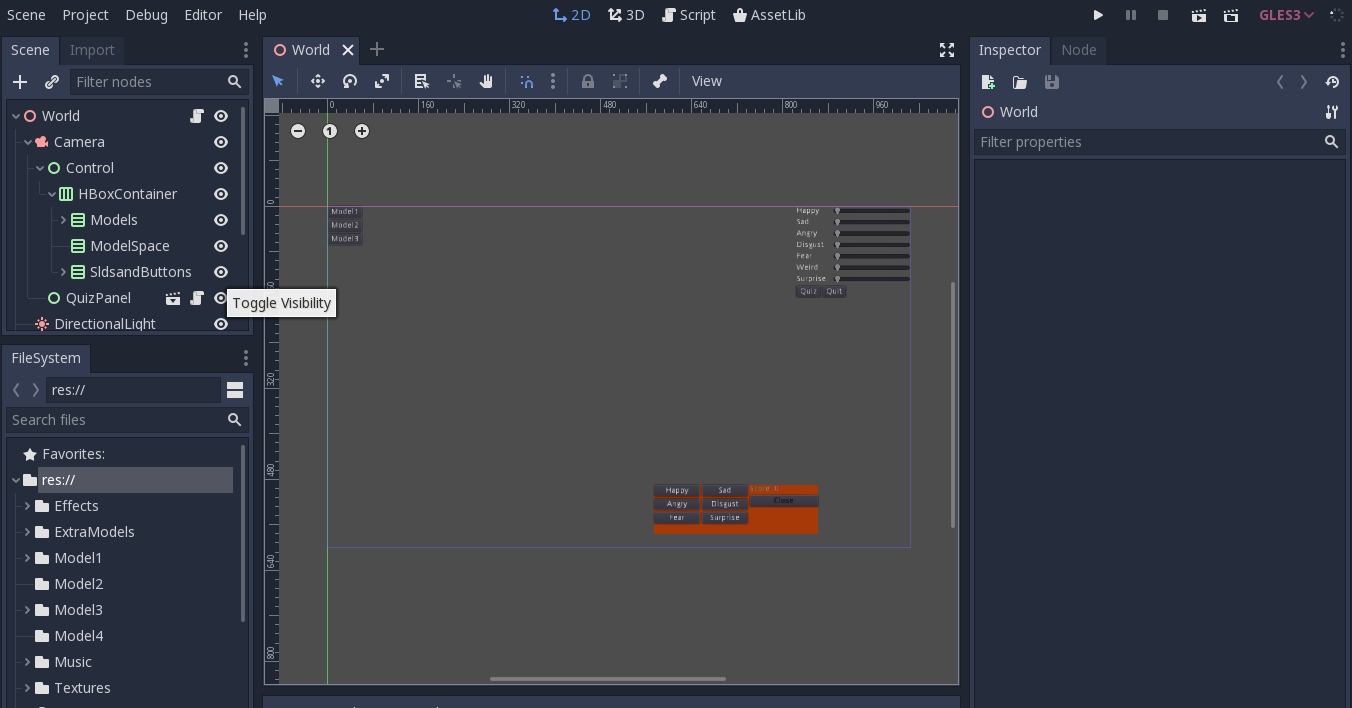 Scene Project Debug Editor Help 2D 3D Script AssetLib GLES3
Scene Import
Filter nodes
World
Camera
Control
HBoxContainer
Models
ModelSpace
SldsandButtons
QuizPanel
Toggle Visibility
DirectionalLight
FileSystem
res://
Search files
Favorites:
res://
Effects
ExtraModels
Model1
Model2
Model3
Model4
Music
Textures
World
View
0 160 320 480 640 800 960
1
0
320
480
640
800
Model1
Model2
Model3
Happy
Sad
Angry
Disgust
Fear
Weird
Surprise
Quiz Quit
Happy Sad
Angry Disgust Close
Fear Surprise
Inspector Node
World
Filter properties